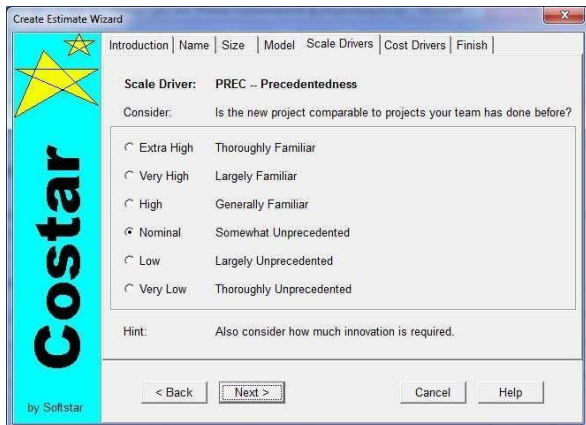 Create Estimate Wizard
Introduction Name Size Model Scale Drivers Cost Drivers Finish
Scale Driver: PREC -- Precedentedness
Consider: Is the new project comparable to projects your team has done before?
Extra High Thoroughly Familiar
Very High Largely Familiar
High Generally Familiar
Nominal Somewhat Unprecedented
Low Largely Unprecedented
Very Low Thoroughly Unprecedented
Hint: Also consider how much innovation is required.
< Back Next > Cancel Help
Costar
by Softstar